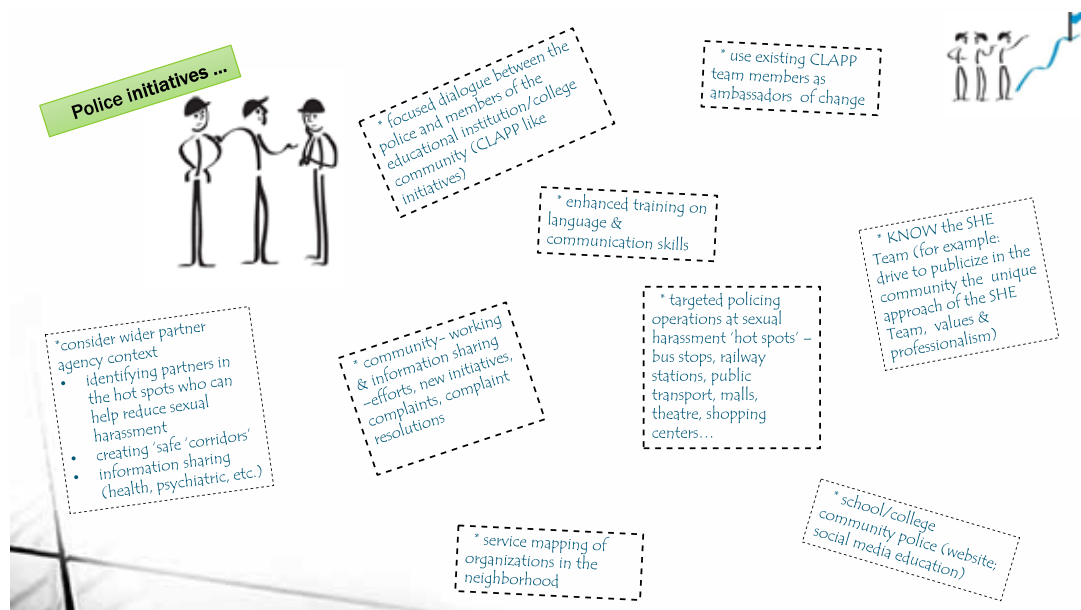 Police initiatives ...
* focused dialogue between the
police and members of the
educational institution/college
community (CLAPP like
initiatives)
* use existing CLAPP
team members as
ambassadors of change
* enhanced training on
language &
communication skills
* KNOW the SHE
Team (for example:
drive to publicize in the
community the unique
approach of the SHE
Team, values &
professionalism)
*consider wider partner
agency context
• identifying partners in
the hot spots who can
help reduce sexual
harassment
• creating 'safe 'corridors'
• information sharing
(health, psychiatric, etc.)
* community- working
& information sharing
–efforts, new initiatives,
complaints, complaint
resolutions
* targeted policing
operations at sexual
harassment 'hot spots' –
bus stops, railway
stations, public
transport, malls,
theatre, shopping
centers…
* service mapping of
organizations in the
neighborhood
* school/college
community police (website;
social media education)